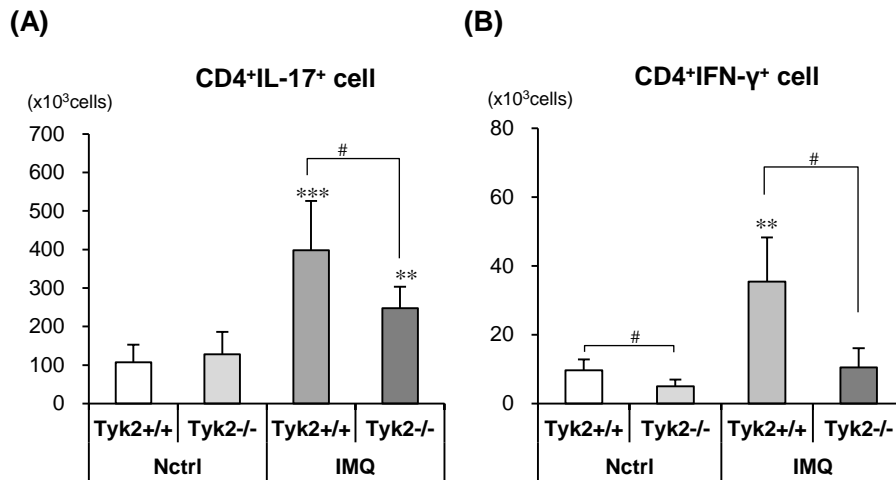 (A)
CD4⁺IL-17⁺ cell
(x10³cells)
700
600
500
400
300
200
100
0
#
***
**
Tyk2+/+ Tyk2-/- Tyk2+/+ Tyk2-/-
Nctrl IMQ
(B)
CD4⁺IFN-γ⁺ cell
(x10³cells)
80
60
40
20
0
#
**
#
Tyk2+/+ Tyk2-/- Tyk2+/+ Tyk2-/-
Nctrl IMQ